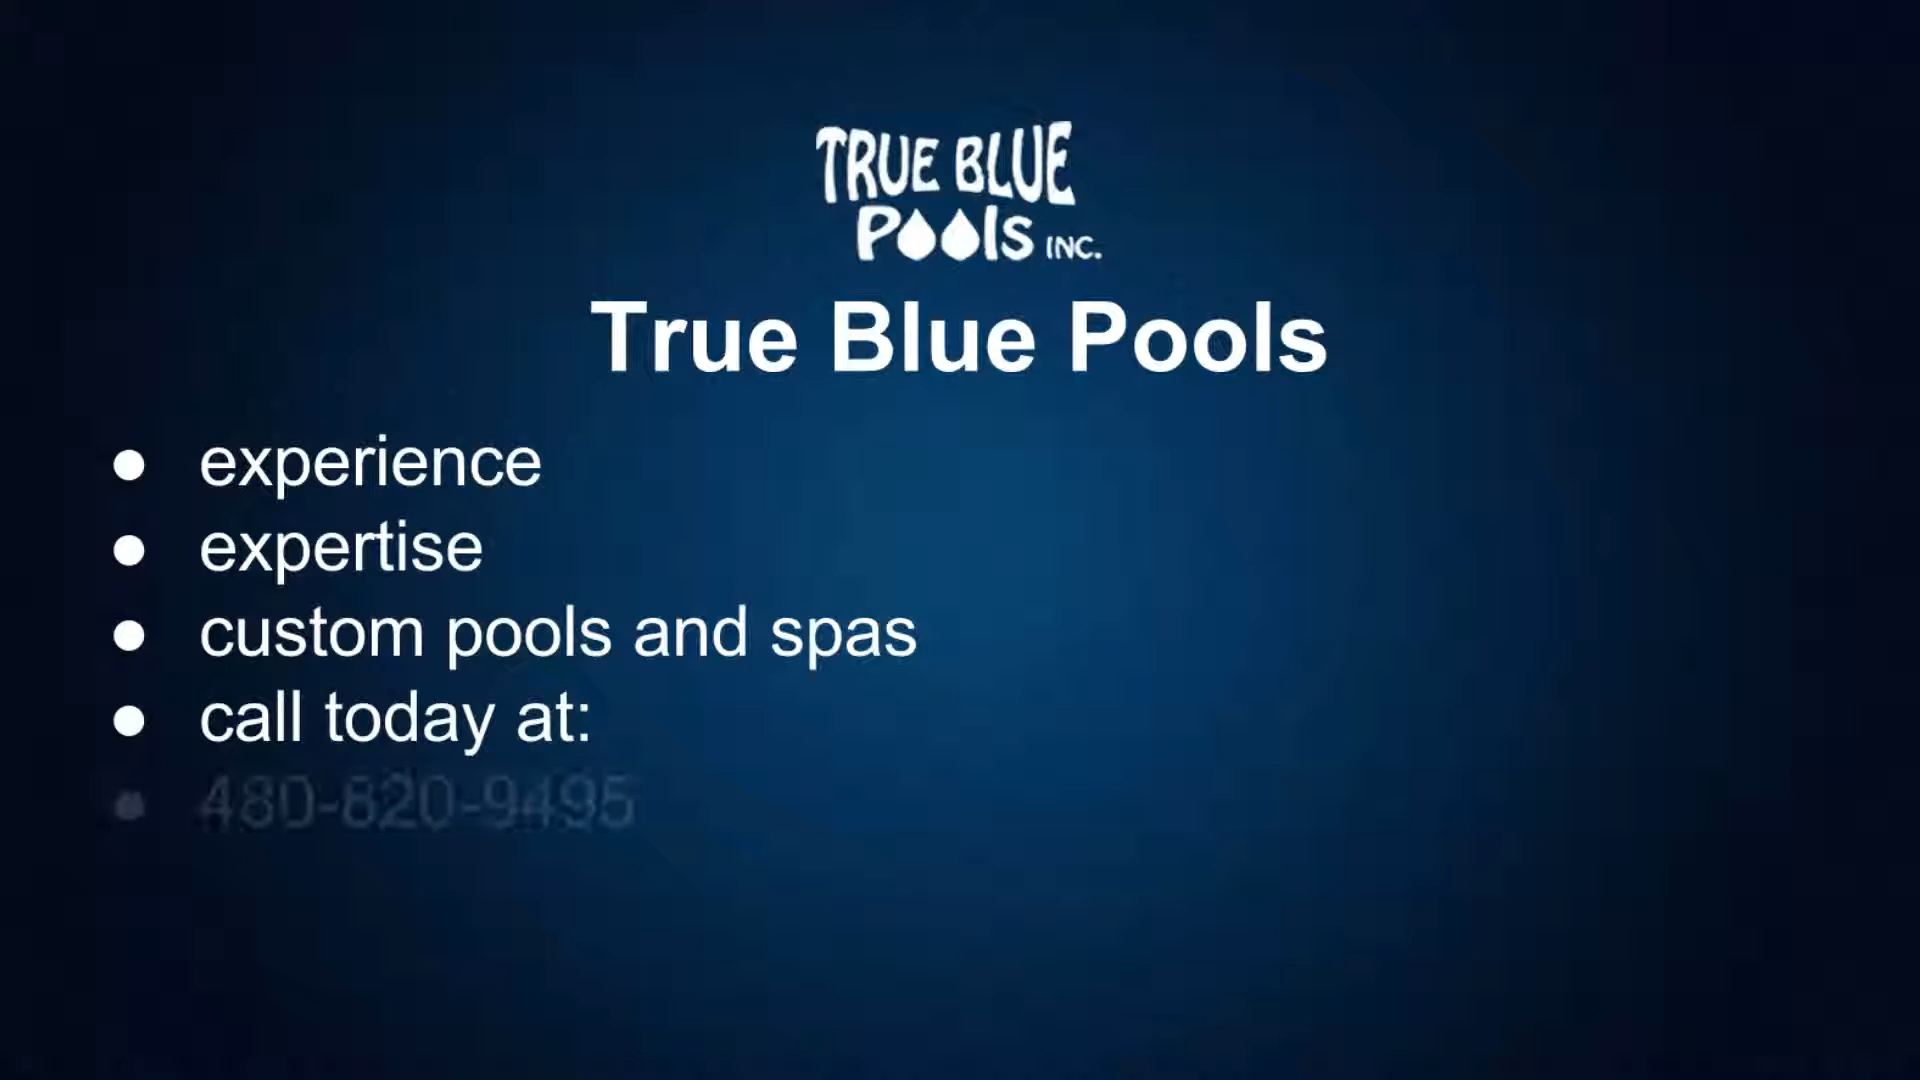 TRUE BLUE
Pools INC.
True Blue Pools
● experience
● expertise
● custom pools and spas
● call today at:
● 480-820-9495